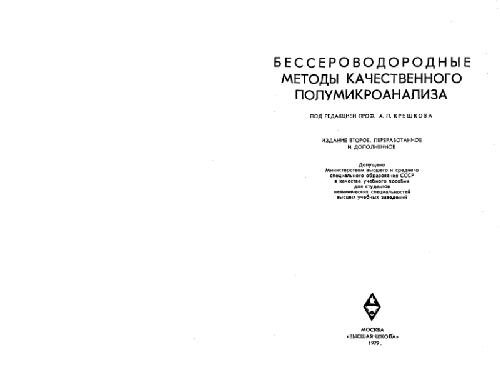 БЕССЕРОВОДОРОДНЫЕ
МЕТОДЫ КАЧЕСТВЕННОГО
ПОЛУМИКРОАНАЛИЗА
ПОД РЕДАКЦИЕЙ ПРОФ. А. П. КРЕШКОВА
ИЗДАНИЕ ВТОРОЕ, ПЕРЕРАБОТАННОЕ
И ДОПОЛНЕННОЕ
Допущено
Министерством высшего и среднего
специального образования СССР
в качестве учебного пособия
для студентов
нехимических специальностей
высших учебных заведений
МОСКВА
«ВЫСШАЯ ШКОЛА»
1979